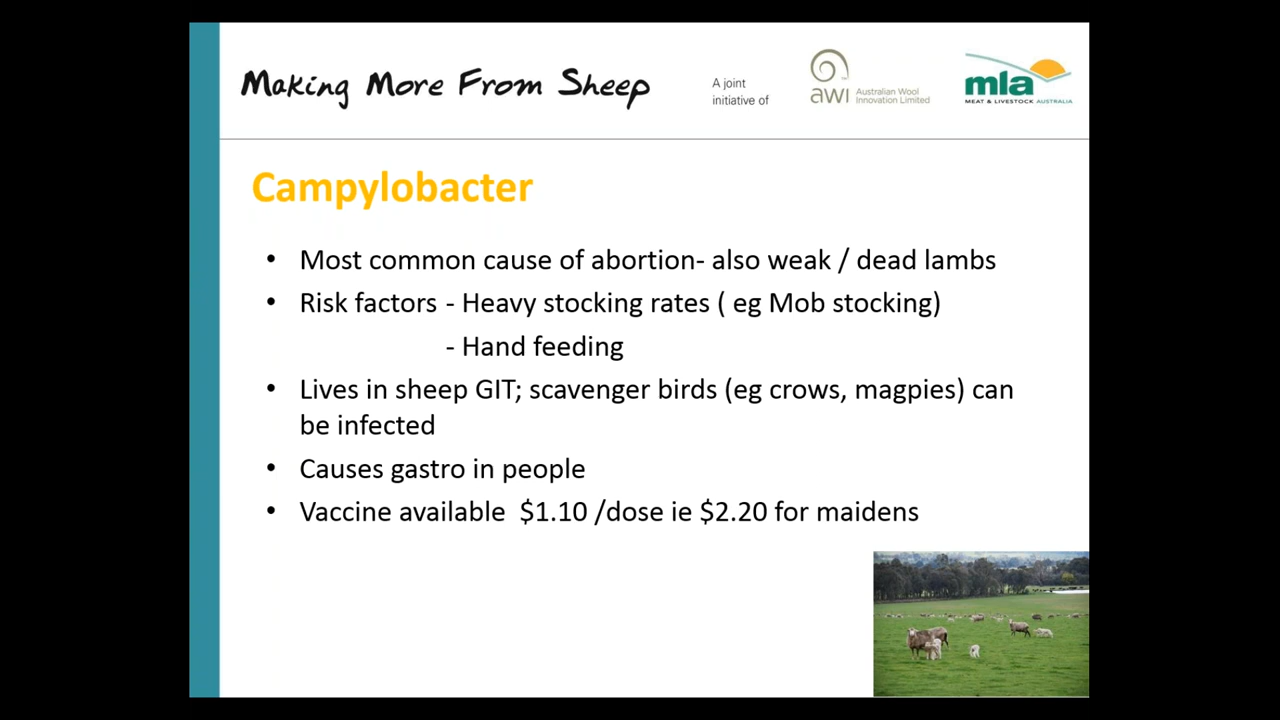 Making More From Sheep
A joint
initiative of
awi
Australian Wool
Innovation Limited
mla
MEAT & LIVESTOCK AUSTRALIA
Campylobacter
• Most common cause of abortion- also weak / dead lambs
• Risk factors - Heavy stocking rates ( eg Mob stocking)
- Hand feeding
• Lives in sheep GIT; scavenger birds (eg crows, magpies) can
be infected
• Causes gastro in people
• Vaccine available $1.10 /dose ie $2.20 for maidens